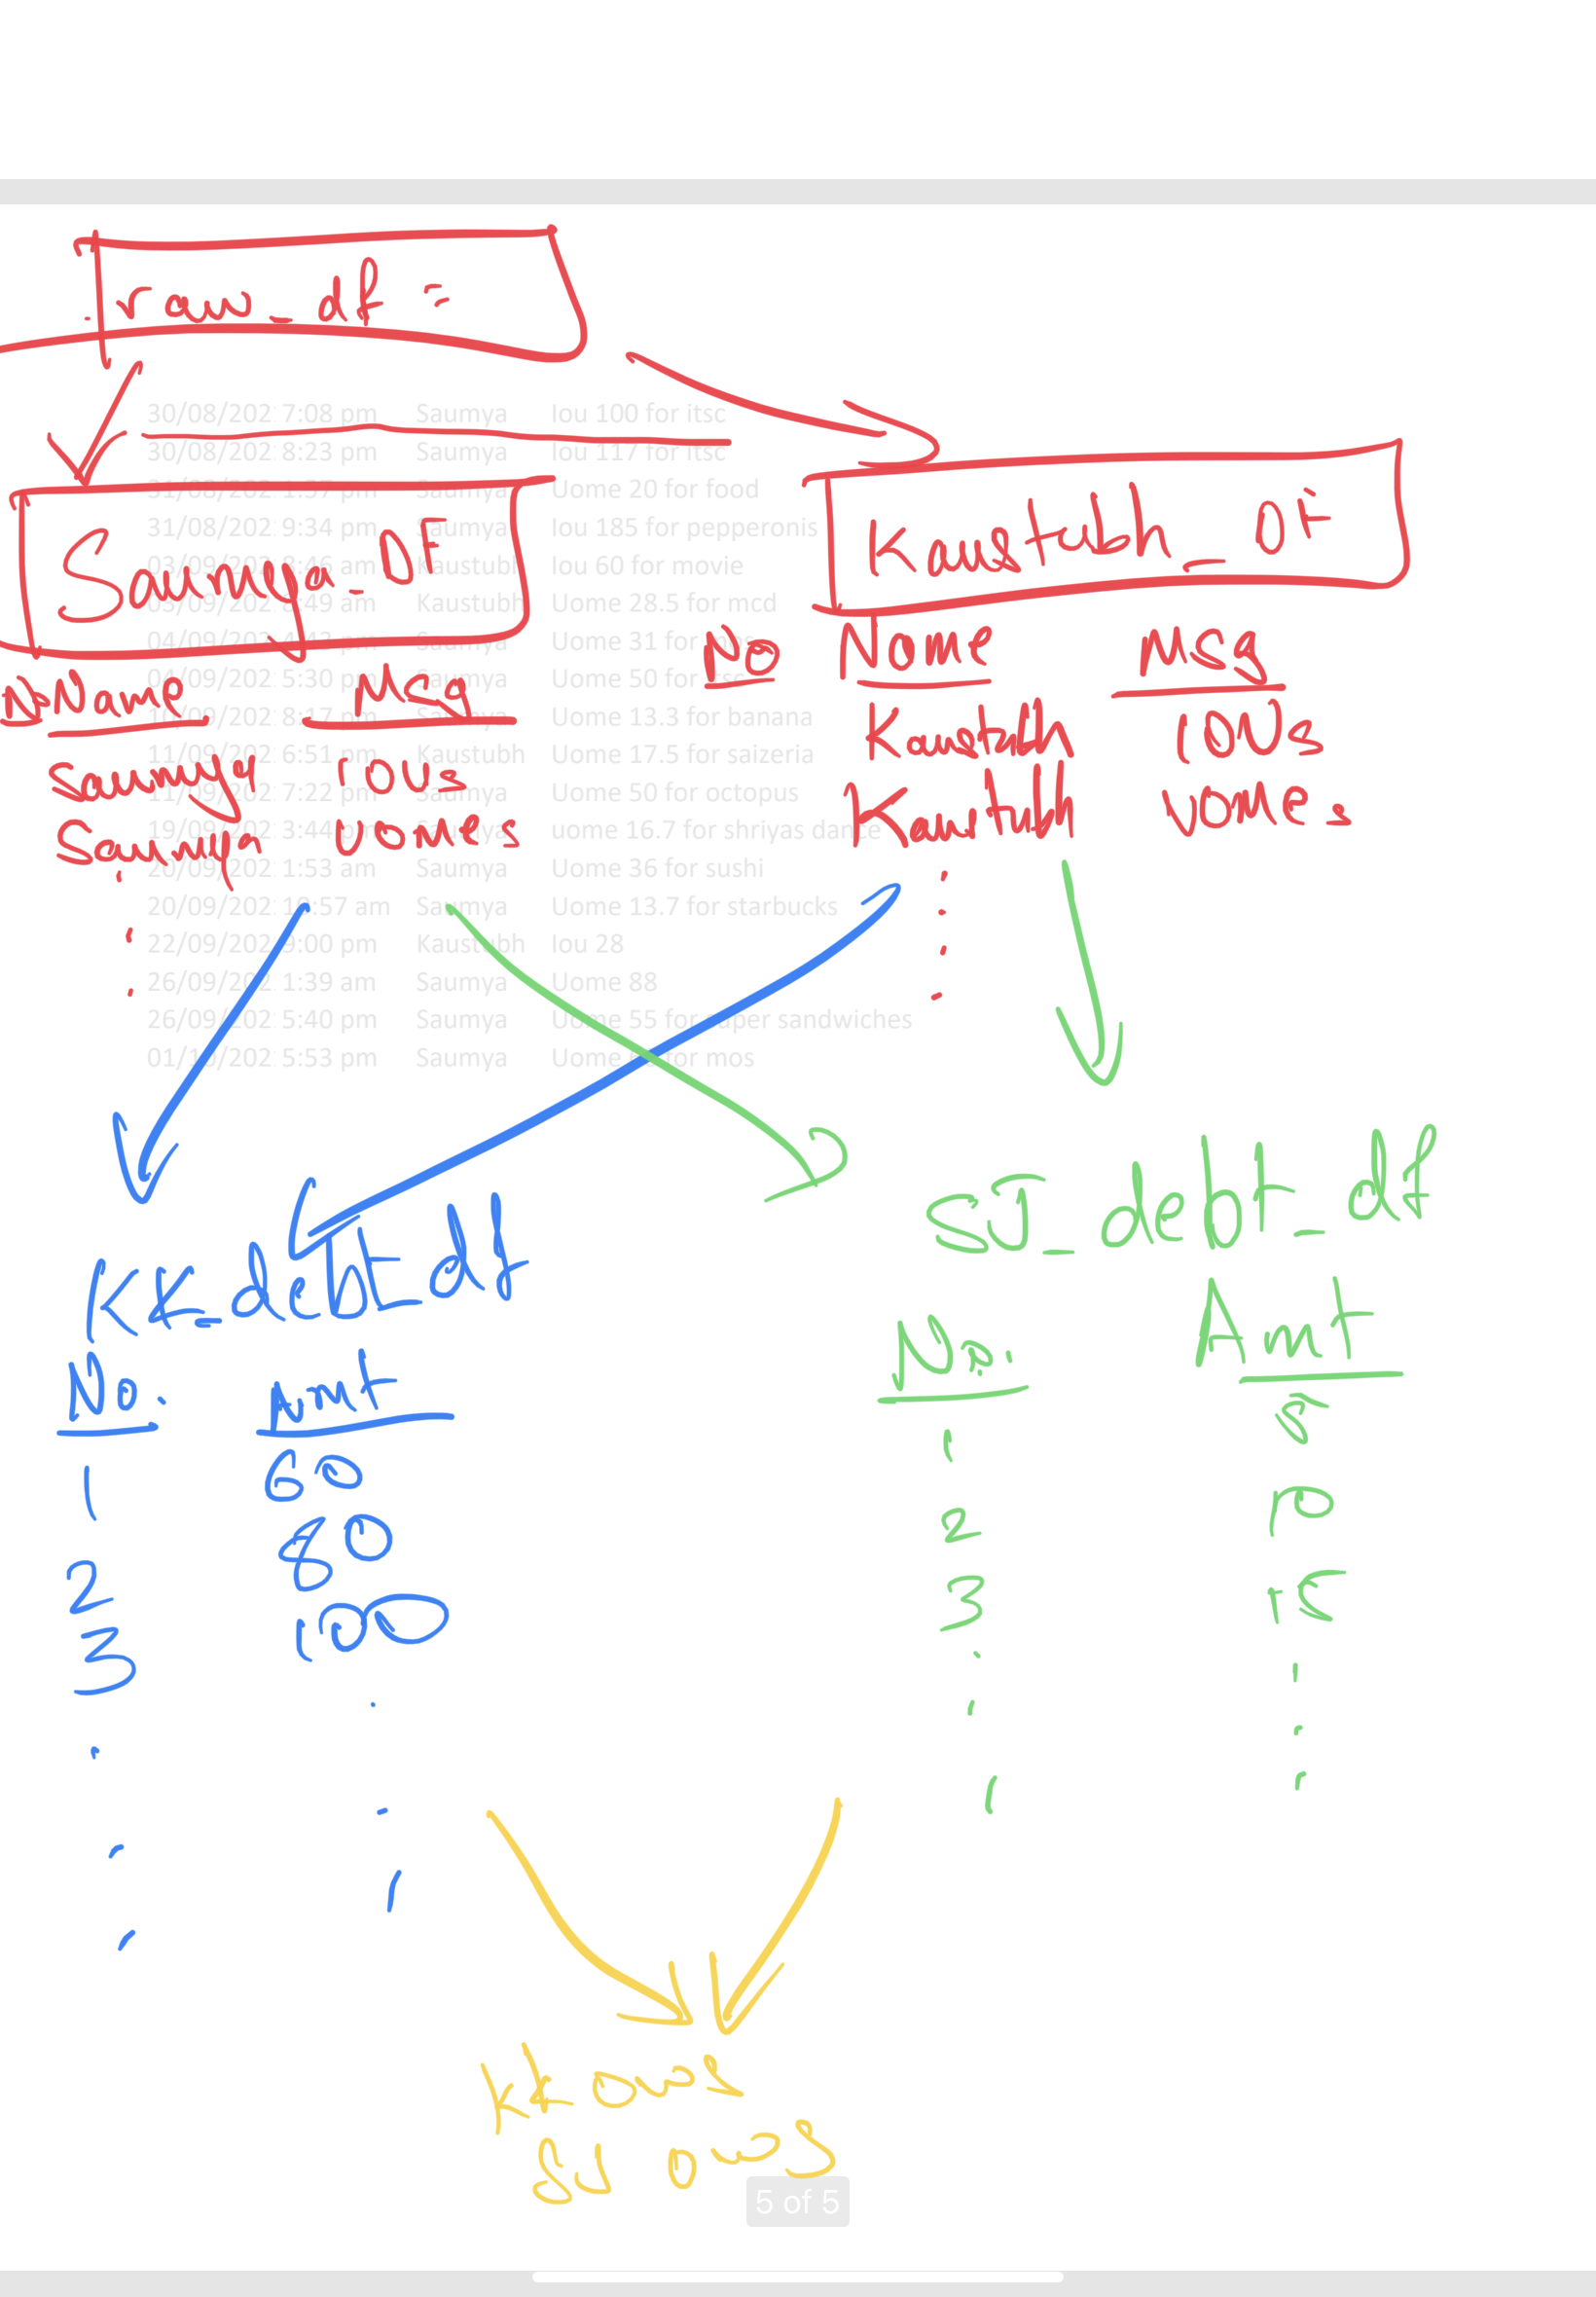 raw_df =
30/08/202 7:08 pm Saumya Iou 100 for itsc
30/08/202 8:23 pm Saumya Iou 117 for itsc
31/08/202 1:57 pm Saumya Uome 20 for food
31/08/202 9:34 pm Saumya Iou 185 for pepperonis
03/09/202 8:46 am Kaustubh Iou 60 for movie
03/09/202 8:49 am Kaustubh Uome 28.5 for mcd
04/09/202 4:43 pm Saumya Uome 31 for
04/09/202 5:30 pm Saumya Uome 50 for
10/09/202 8:17 pm Saumya Uome 13.3 for banana
11/09/202 6:51 pm Kaustubh Uome 17.5 for saizeria
11/09/202 7:22 pm Saumya Uome 50 for octopus
19/09/202 3:44 pm Saumya uome 16.7 for shriyas dance
20/09/202 1:53 am Saumya Uome 36 for sushi
20/09/202 10:57 am Saumya Uome 13.7 for starbucks
22/09/202 9:00 pm Kaustubh Iou 28
26/09/202 1:39 am Saumya Uome 88
26/09/202 5:40 pm Saumya Uome 55 for super sandwiches
01/10/202 5:53 pm Saumya Uome for mos
Saumya_DF
Name Msg
Saumya IOUs
Saumya UOMEs
Kaustubh_DF
No Name Msg
Kaustubh IOUs
Kaustubh UOMEs
KK_debt_df
No. Amt
1 60
2 80
3 100
SJ_debt_df
No. Amt
1 5
2 10
3 15
KK owes
SJ owes
5 of 5